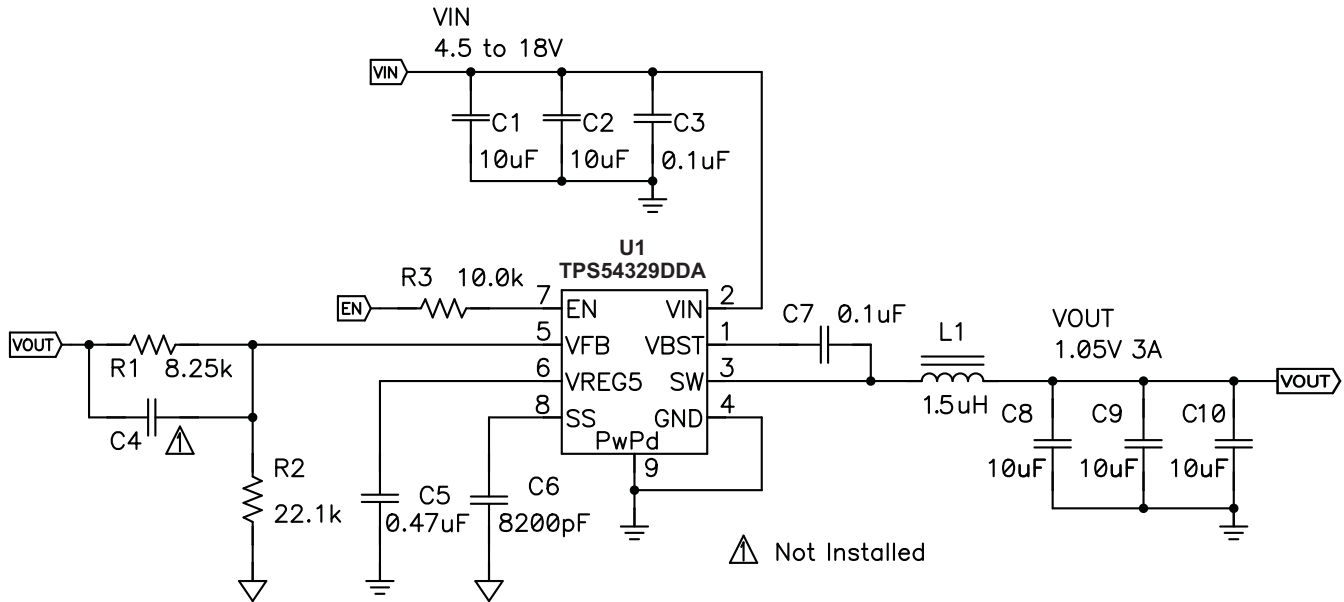 VIN
4.5 to 18V
VIN
C1
C2
C3
10uF
10uF
0.1uF
U1
TPS54329DDA
R3 10.0k
EN
7
EN
VIN
2
C7 0.1uF
VOUT
R1 8.25k
5
VFB
VBST
1
L1
VOUT
1.05V 3A
6
VREG5
SW
3
1.5uH
VOUT
C4
1
8
SS
GND
4
C8
C9
C10
PwPd
9
10uF
10uF
10uF
R2
22.1k
C5
0.47uF
C6
8200pF
1 Not Installed